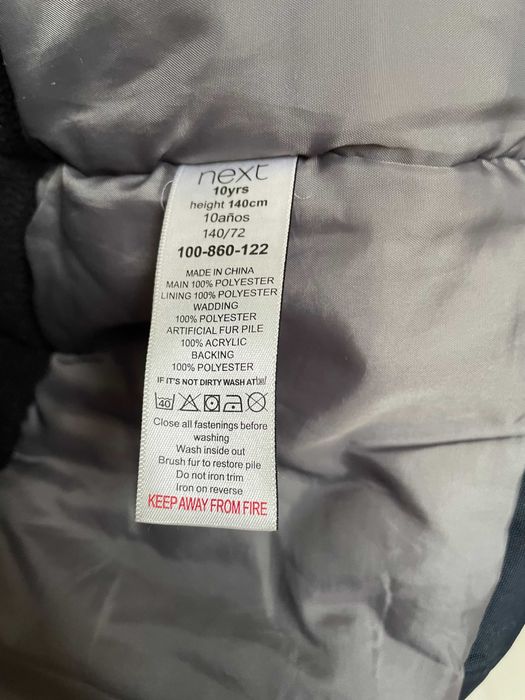 next
10yrs
height 140cm
10años
140/72
100-860-122
MADE IN CHINA
MAIN 100% POLYESTER
LINING 100% POLYESTER
WADDING
100% POLYESTER
ARTIFICIAL FUR PILE
100% ACRYLIC
BACKING
100% POLYESTER
IF IT'S NOT DIRTY WASH AT
40
Close all fastenings before
washing
Wash inside out
Brush fur to restore pile
Do not iron trim
Iron on reverse
KEEP AWAY FROM FIRE